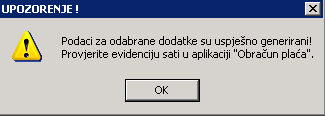 UPOZORENJE !
Podaci za odabrane dodatke su uspješno generirani!
Provjerite evidenciju sati u aplikaciji "Obračun plaća".
OK